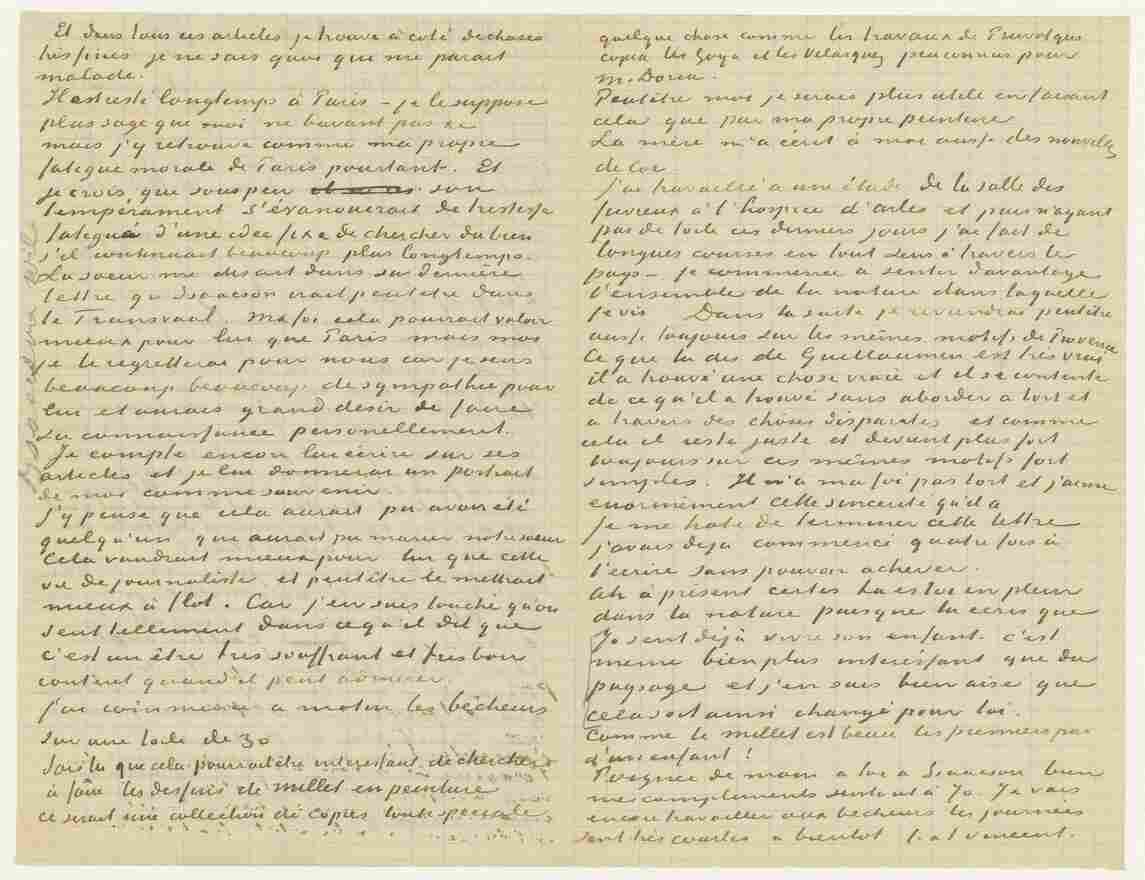 Et dans tous ces articles je trouve à coté de choses
très fines je ne sais quoi que me parait
malade.
Il est resté longtemps à Paris – je le suppose
plus sage que moi ne buvant pas &c
mais j'y retrouve comme ma propre
fatigue morale de Paris pourtant. Et
je crois que sous peu son
tempérament s'évanouirait de tristesse
fatigué d'une idée fixe de chercher du bien
s'il continuait beaucoup plus longtemps.
La soeur me disait dans sa dernière
lettre qu'Isaäcson irait peutêtre dans
le Transvaal. Ma foi cela pourrait valoir
mieux pour lui que Paris mais moi
je le regretterai pour nous car je sens
beaucoup beaucoup de sympathie pour
lui et aurais grand désir de faire
sa connaissance personellement.
Je compte encore lui écrire sur ses
articles et je lui donnerai un portrait
de moi comme souvenir.
J'y pense que cela aurait pu avoir été
quelqu'un que aurait pu marier notre soeur
Cela vaudrait mieux pour lui que cette
vie de journaliste et peutêtre le mettrait
mieux à flot. Car j'en suis touché qu'on
sent tellement dans ce qu'il dit que
c'est un être très souffrant et très bon
content quand il peut admirer.
j'ai commencé a matin les bêcheurs
sur une toile de 30
Sais tu que cela pourrait être interessant de chercher
à faire les dessins de Millet en peinture
ce serait une collection de copies toute speciale,
quelque chose comme les travaux de Prevot qui
copia les Goya et les Velasquez peu connus pour
M. Doria.
Peutêtre moi je serais plus utile en faisant
cela que par ma propre peinture
La mère m'a écrit à moi aussi des nouvelles
de Cor.
J'ai travaillé a une étude de la salle des
fievreux à l'hospice d'Arles et puis n'ayant
pas de toile ces derniers jours j'ai fait de
longues courses en tout sens à travers le
pays – je commence à sentir davantage
l'ensemble de la nature dans laquelle
je vis Dans la suite je reviendrai peutêtre
aussi toujours sur les mêmes motifs de Provence
Ce que tu dis de Guillaumin est très vrai
il a trouvé une chose vraie et il se contente
de ce qu'il a trouvé sans aborder à tort et
a travers des choses disparates et comme
cela il reste juste et devient plus fort
toujours sur ces mêmes motifs fort
simples. Il n'a ma foi pas tort et j'aime
enormément cette sincerité qu'il a
Je me hate de terminer cette lettre
j'avais dejà commencé quatre fois à
t'écrire sans pouvoir achever.
Ah à présent certes tu es toi en plein
dans la nature puisque tu écris que
Jo sent déjà vivre son enfant – c'est
meme bien plus interessant que du
paysage et j'en suis bien aise que
cela soit ainsi changé pour toi.
Comme le Millet est beau les premiers pas
d'un enfant !
Poignée de main a toi a Isaäcson bien
mes compliments surtout à Jo. Je vais
encore travailler aux bêcheurs les journées
sont très courtes a bientôt t. à t Vincent.